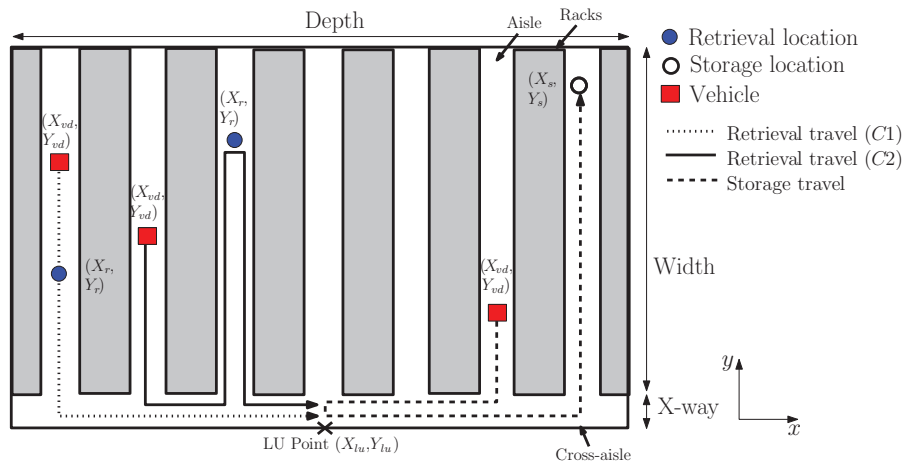 Depth
Aisle
Racks
Retrieval location
Storage location
Vehicle
Retrieval travel (C1)
Retrieval travel (C2)
Storage travel
(X_s,
Y_s)
(X_r,
Y_r)
(X_vd,
Y_vd)
(X_vd,
Y_vd)
(X_r,
Y_r)
(X_vd,
Y_vd)
Width
X-way
y
x
LU Point (X_lu,Y_lu)
Cross-aisle